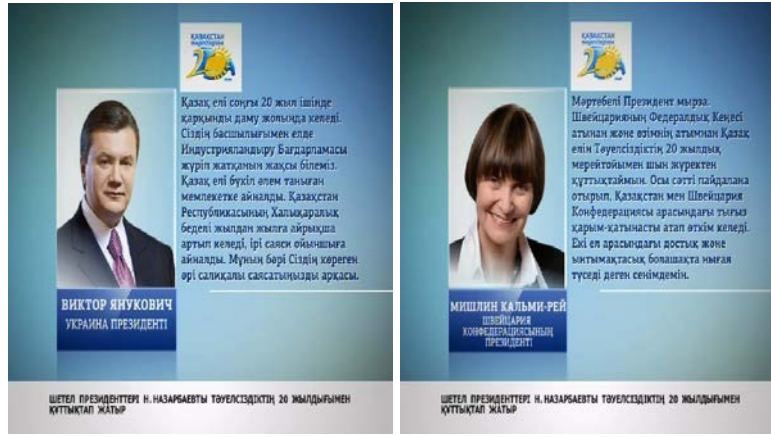 ҚАЗАҚСТАН
20
Қазақ елі соңғы 20 жыл ішінде
қарқынды даму жолында келеді.
Сіздің басшылығымен елде
Индустрияландыру Бағдарламасы
жүріп жатқанын жақсы білеміз.
Қазақ елі бүкіл әлем таныған
мемлекетке айналды. Қазақстан
Республикасының Халықаралық
беделі жылдан жылға айрықша
артып келеді, ірі саяси ойыншыға
айналды. Мұның бәрі Сіздің көреген
әрі салиқалы саясатыңызды арқасы.
ВИКТОР ЯНУКОВИЧ
УКРАИНА ПРЕЗИДЕНТІ
ШЕТЕЛ ПРЕЗИДЕНТТЕРІ Н. НАЗАРБАЕВТЫ ТӘУЕЛСІЗДІКТІҢ 20 ЖЫЛДЫҒЫМЕН
ҚҰТТЫҚТАП ЖАТЫР
ҚАЗАҚСТАН
20
Мәртебелі Президент мырза.
Швейцарияның Федералдық Кеңесі
атынан және өзімнің атымнан Қазақ
елін Тәуелсіздіктің 20 жылдық
мерейтойымен шын жүректен
құттықтаймын. Осы сәтті пайдалана
отырып, Қазақстан мен Швейцария
Конфедерациясы арасындағы тығыз
қарым-қатынасты атап өткім келеді.
Екі ел арасындағы достық және
ынтымақтасық болашақта нығая
түседі деген сенімдемін.
МИШЛИН КАЛЬМИ-РЕЙ
ШВЕЙЦАРИЯ
КОНФЕДЕРАЦИЯСЫНЫҢ
ПРЕЗИДЕНТІ
ШЕТЕЛ ПРЕЗИДЕНТТЕРІ Н. НАЗАРБАЕВТЫ ТӘУЕЛСІЗДІКТІҢ 20 ЖЫЛДЫҒЫМЕН
ҚҰТТЫҚТАП ЖАТЫР